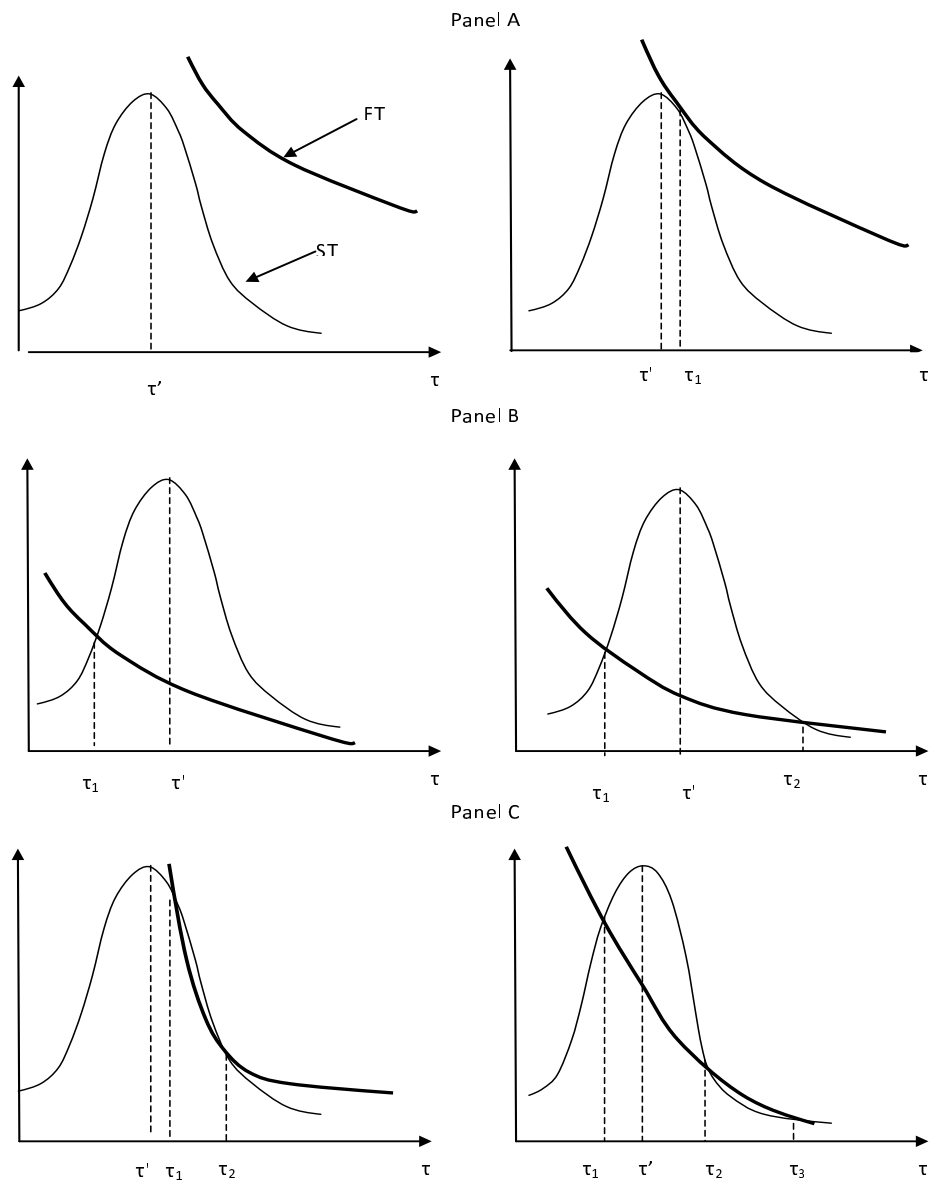 Panel A
FT
ST
τ’
τ
τ' τ₁
τ
Panel B
τ₁ τ'
τ
τ₁ τ' τ₂
τ
Panel C
τ' τ₁ τ₂
τ
τ₁ τ’ τ₂ τ₃
τ